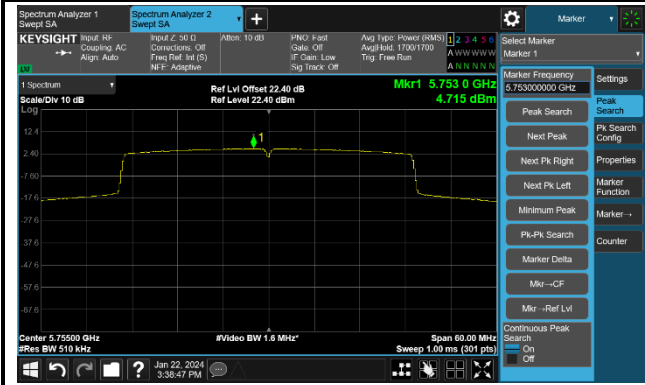 Spectrum Analyzer 1
Swept SA
Spectrum Analyzer 2
Swept SA
+
Marker
KEYSIGHT
Input: RF
Coupling: AC
Align: Auto
Input Z: 50 Ω
Corrections: Off
Freq Ref: Int (S)
NFE: Adaptive
Atten: 10 dB
PNO: Fast
Gate: Off
IF Gain: Low
Sig Track: Off
Avg Type: Power (RMS)
Avg|Hold: 1700/1700
Trig: Free Run
1 2 3 4 5 6
A W W W W W
A N N N N N
LXI
1 Spectrum
Scale/Div 10 dB
Log
Ref Lvl Offset 22.40 dB
Ref Level 22.40 dBm
Mkr1 5.753 0 GHz
4.715 dBm
1
12.4
2.40
-7.60
-17.6
-27.6
-37.6
-47.6
-57.6
-67.6
Center 5.75500 GHz
#Res BW 510 kHz
#Video BW 1.6 MHz*
Span 60.00 MHz
Sweep 1.00 ms (301 pts)
Select Marker
Marker 1
Marker Frequency
5.753000000 GHz
Peak Search
Next Peak
Next Pk Right
Next Pk Left
Minimum Peak
Pk-Pk Search
Marker Delta
Mkr→CF
Mkr→Ref Lvl
Continuous Peak
Search
On
Off
Settings
Peak
Search
Pk Search
Config
Properties
Marker
Function
Marker→
Counter
?
Jan 22, 2024
3:38:47 PM